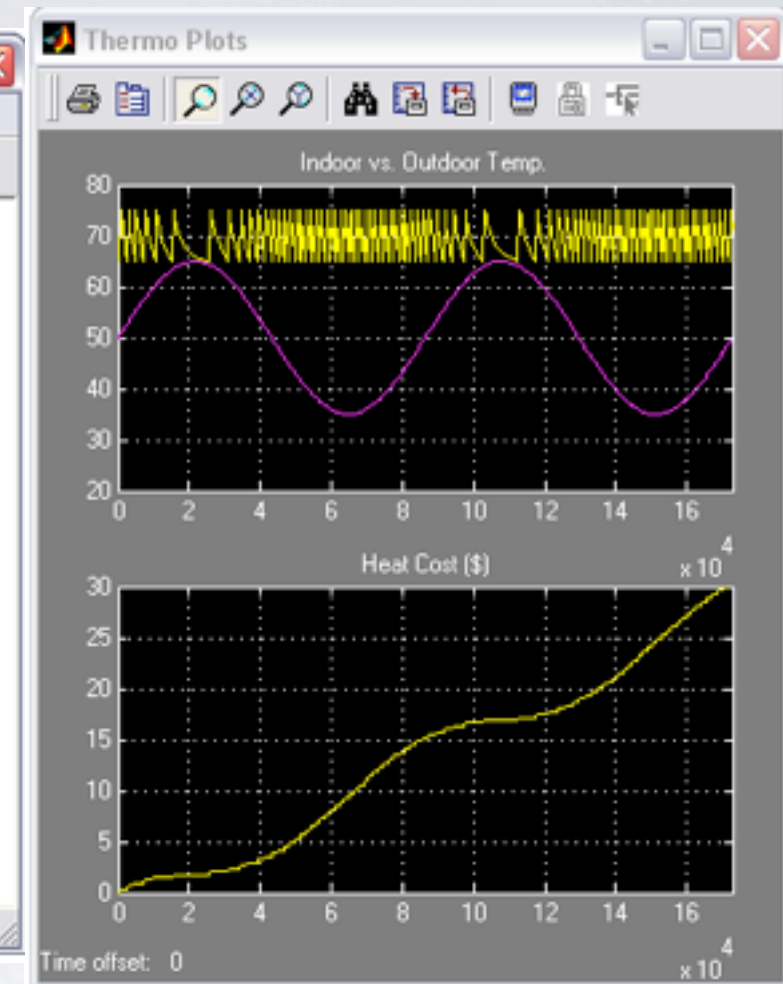 Thermo Plots
Indoor vs. Outdoor Temp.
80
70
60
50
40
30
20
0 2 4 6 8 10 12 14 16
x 10 4
Heat Cost ($)
30
25
20
15
10
5
0
0 2 4 6 8 10 12 14 16
x 10 4
Time offset: 0